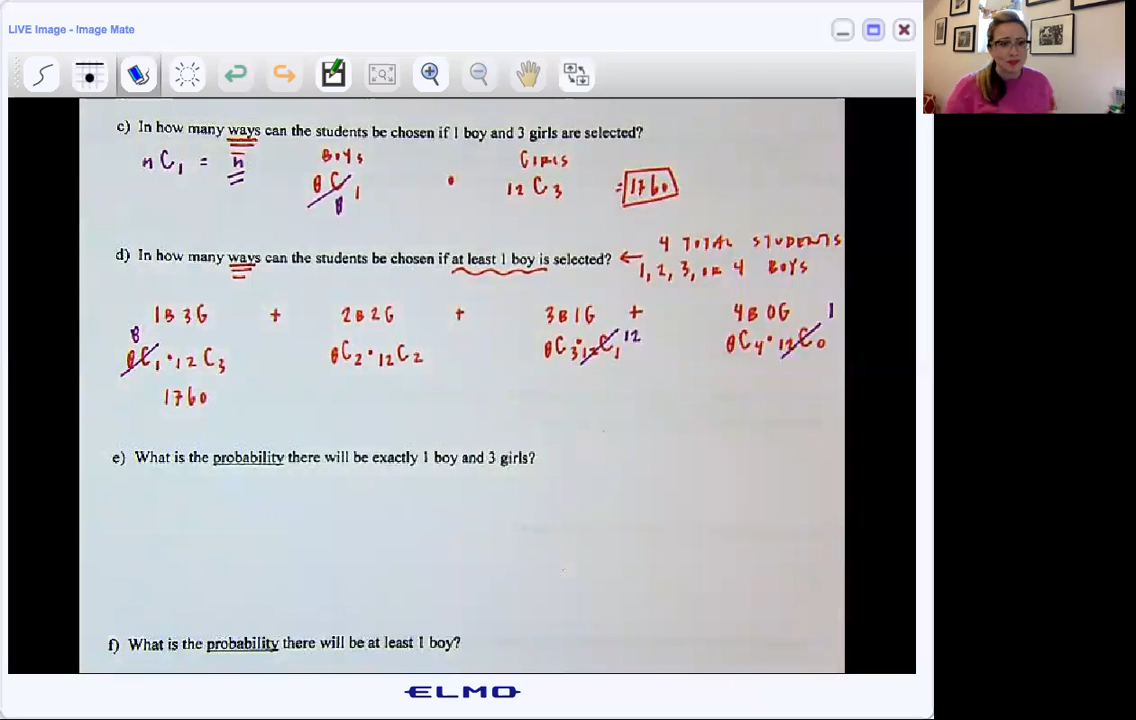 LIVE Image - Image Mate
c) In how many ways can the students be chosen if 1 boy and 3 girls are selected?
nC1 = n
BOYS GIRLS
8C1 • 12C3 = 1760
8
4 TOTAL STUDENTS
d) In how many ways can the students be chosen if at least 1 boy is selected? ←
1, 2, 3, OR 4 BOYS
1B 3G + 2B 2G + 3B 1G + 4B 0G
8 12 1
8C1 • 12C3 8C2 • 12C2 8C3 • 12C1 8C4 • 12C0
1760
e) What is the probability there will be exactly 1 boy and 3 girls?
f) What is the probability there will be at least 1 boy?
ELMO